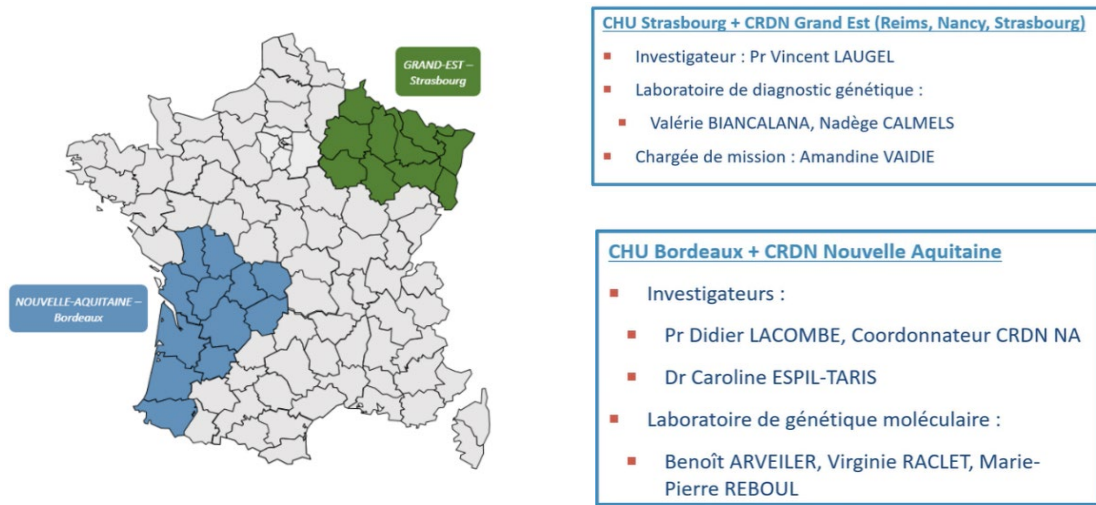 GRAND-EST –
Strasbourg
NOUVELLE-AQUITAINE –
Bordeaux
CHU Strasbourg + CRDN Grand Est (Reims, Nancy, Strasbourg)
Investigateur : Pr Vincent LAUGEL
Laboratoire de diagnostic génétique :
Valérie BIANCALANA, Nadège CALMELS
Chargée de mission : Amandine VAIDIE
CHU Bordeaux + CRDN Nouvelle Aquitaine
Investigateurs :
Pr Didier LACOMBE, Coordonnateur CRDN NA
Dr Caroline ESPIL-TARIS
Laboratoire de génétique moléculaire :
Benoît ARVEILER, Virginie RACLET, Marie-
Pierre REBOUL